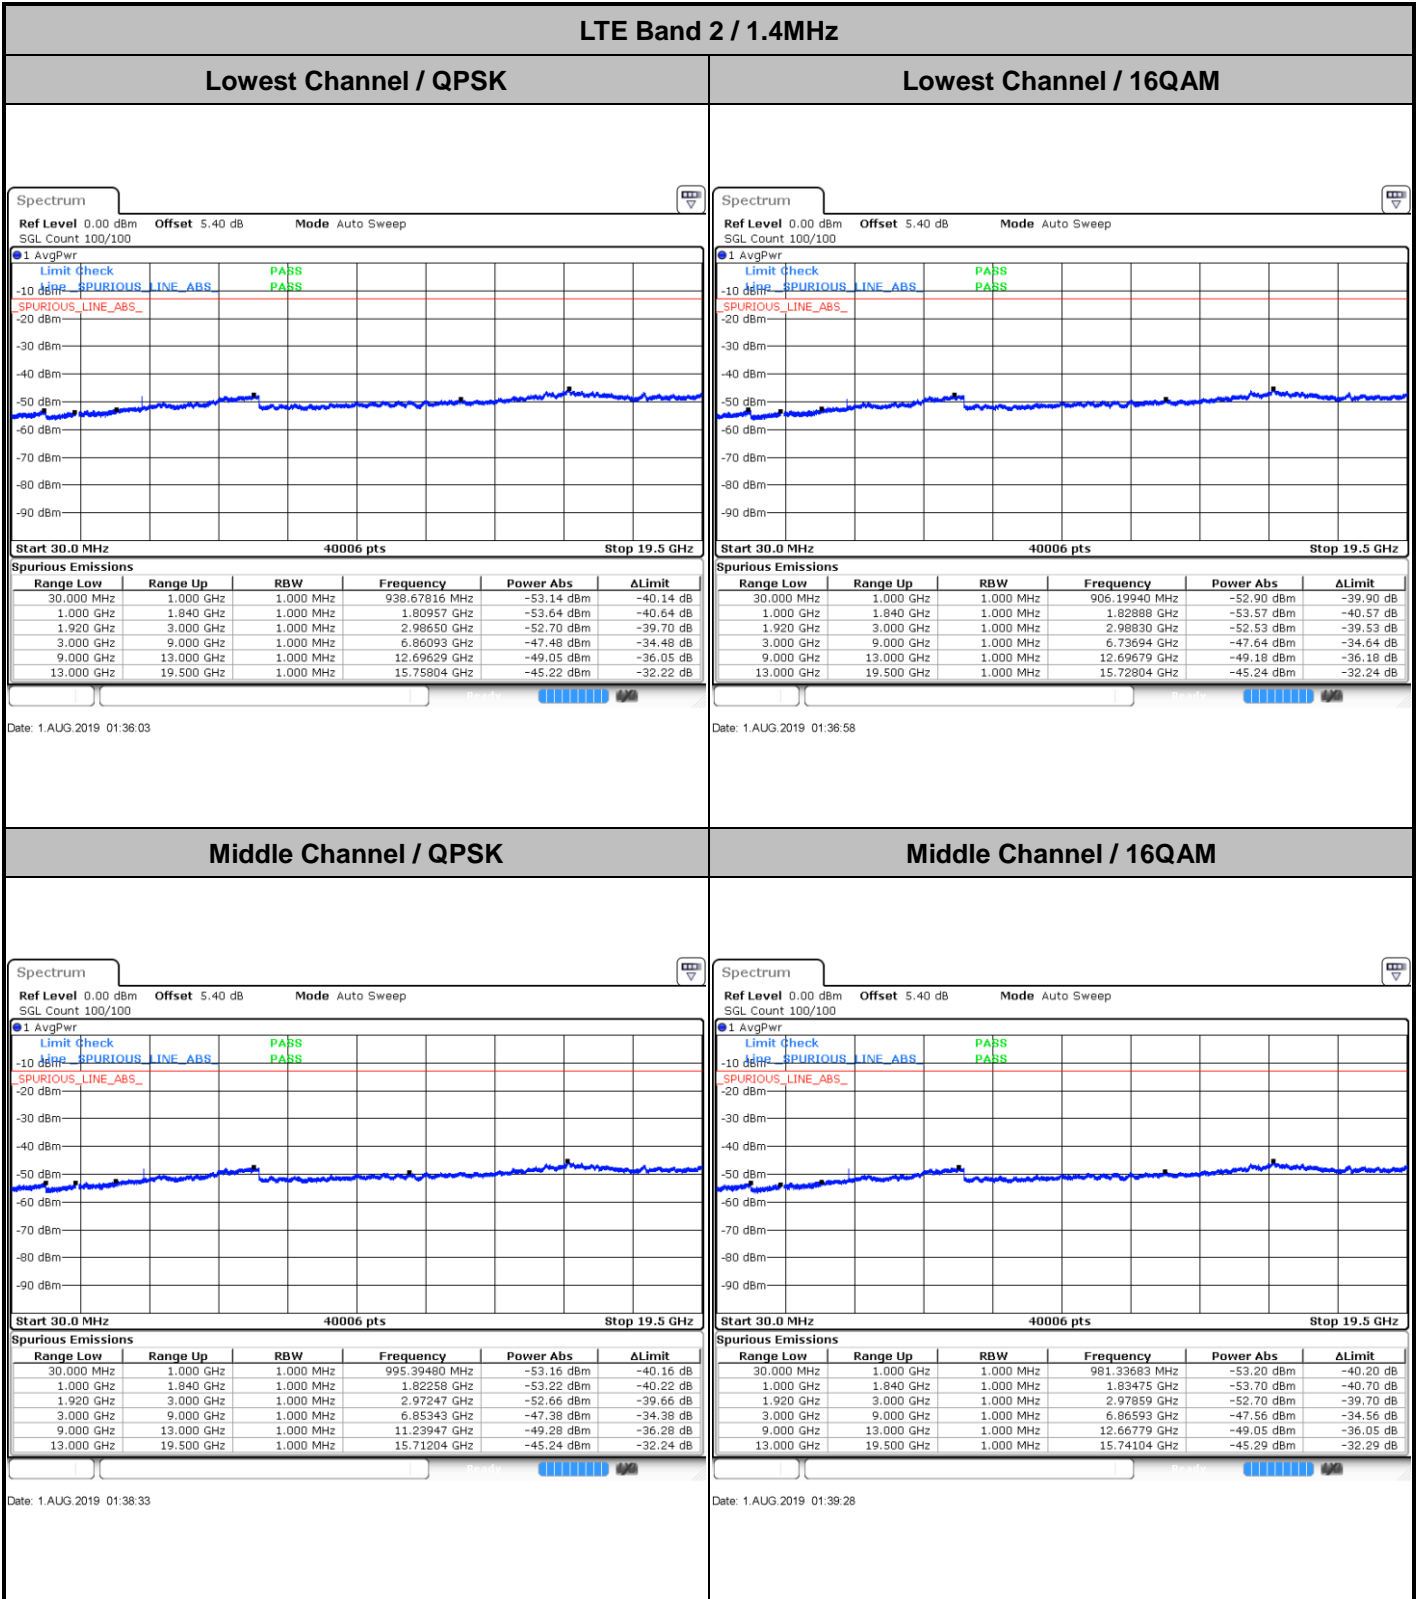 LTE Band 2 / 1.4MHz
Lowest Channel / QPSK
Lowest Channel / 16QAM
Spectrum
Ref Level 0.00 dBm Offset 5.40 dB Mode Auto Sweep
SGL Count 100/100
1 AvgPwr
Limit Check PASS
Line _SPURIOUS_LINE_ABS_ PASS
-10 dBm
_SPURIOUS_LINE_ABS_
-20 dBm
-30 dBm
-40 dBm
-50 dBm
-60 dBm
-70 dBm
-80 dBm
-90 dBm
Start 30.0 MHz 40006 pts Stop 19.5 GHz
Spurious Emissions
Range Low Range Up RBW Frequency Power Abs ΔLimit
30.000 MHz 1.000 GHz 1.000 MHz 938.67816 MHz -53.14 dBm -40.14 dB
1.000 GHz 1.840 GHz 1.000 MHz 1.80957 GHz -53.64 dBm -40.64 dB
1.920 GHz 3.000 GHz 1.000 MHz 2.98650 GHz -52.70 dBm -39.70 dB
3.000 GHz 9.000 GHz 1.000 MHz 6.86093 GHz -47.48 dBm -34.48 dB
9.000 GHz 13.000 GHz 1.000 MHz 12.69629 GHz -49.05 dBm -36.05 dB
13.000 GHz 19.500 GHz 1.000 MHz 15.75804 GHz -45.22 dBm -32.22 dB
Ready
Date: 1.AUG.2019 01:36:03
Spectrum
Ref Level 0.00 dBm Offset 5.40 dB Mode Auto Sweep
SGL Count 100/100
1 AvgPwr
Limit Check PASS
Line _SPURIOUS_LINE_ABS_ PASS
-10 dBm
_SPURIOUS_LINE_ABS_
-20 dBm
-30 dBm
-40 dBm
-50 dBm
-60 dBm
-70 dBm
-80 dBm
-90 dBm
Start 30.0 MHz 40006 pts Stop 19.5 GHz
Spurious Emissions
Range Low Range Up RBW Frequency Power Abs ΔLimit
30.000 MHz 1.000 GHz 1.000 MHz 906.19940 MHz -52.90 dBm -39.90 dB
1.000 GHz 1.840 GHz 1.000 MHz 1.82888 GHz -53.57 dBm -40.57 dB
1.920 GHz 3.000 GHz 1.000 MHz 2.98830 GHz -52.53 dBm -39.53 dB
3.000 GHz 9.000 GHz 1.000 MHz 6.73694 GHz -47.64 dBm -34.64 dB
9.000 GHz 13.000 GHz 1.000 MHz 12.69679 GHz -49.18 dBm -36.18 dB
13.000 GHz 19.500 GHz 1.000 MHz 15.72804 GHz -45.24 dBm -32.24 dB
Ready
Date: 1.AUG.2019 01:36:58
Middle Channel / QPSK
Middle Channel / 16QAM
Spectrum
Ref Level 0.00 dBm Offset 5.40 dB Mode Auto Sweep
SGL Count 100/100
1 AvgPwr
Limit Check PASS
Line _SPURIOUS_LINE_ABS_ PASS
-10 dBm
_SPURIOUS_LINE_ABS_
-20 dBm
-30 dBm
-40 dBm
-50 dBm
-60 dBm
-70 dBm
-80 dBm
-90 dBm
Start 30.0 MHz 40006 pts Stop 19.5 GHz
Spurious Emissions
Range Low Range Up RBW Frequency Power Abs ΔLimit
30.000 MHz 1.000 GHz 1.000 MHz 995.39480 MHz -53.16 dBm -40.16 dB
1.000 GHz 1.840 GHz 1.000 MHz 1.82258 GHz -53.22 dBm -40.22 dB
1.920 GHz 3.000 GHz 1.000 MHz 2.97247 GHz -52.66 dBm -39.66 dB
3.000 GHz 9.000 GHz 1.000 MHz 6.85343 GHz -47.38 dBm -34.38 dB
9.000 GHz 13.000 GHz 1.000 MHz 11.23947 GHz -49.28 dBm -36.28 dB
13.000 GHz 19.500 GHz 1.000 MHz 15.71204 GHz -45.24 dBm -32.24 dB
Ready
Date: 1.AUG.2019 01:38:33
Spectrum
Ref Level 0.00 dBm Offset 5.40 dB Mode Auto Sweep
SGL Count 100/100
1 AvgPwr
Limit Check PASS
Line _SPURIOUS_LINE_ABS_ PASS
-10 dBm
_SPURIOUS_LINE_ABS_
-20 dBm
-30 dBm
-40 dBm
-50 dBm
-60 dBm
-70 dBm
-80 dBm
-90 dBm
Start 30.0 MHz 40006 pts Stop 19.5 GHz
Spurious Emissions
Range Low Range Up RBW Frequency Power Abs ΔLimit
30.000 MHz 1.000 GHz 1.000 MHz 981.33683 MHz -53.20 dBm -40.20 dB
1.000 GHz 1.840 GHz 1.000 MHz 1.83475 GHz -53.70 dBm -40.70 dB
1.920 GHz 3.000 GHz 1.000 MHz 2.97859 GHz -52.70 dBm -39.70 dB
3.000 GHz 9.000 GHz 1.000 MHz 6.86593 GHz -47.56 dBm -34.56 dB
9.000 GHz 13.000 GHz 1.000 MHz 12.66779 GHz -49.05 dBm -36.05 dB
13.000 GHz 19.500 GHz 1.000 MHz 15.74104 GHz -45.29 dBm -32.29 dB
Ready
Date: 1.AUG.2019 01:39:28